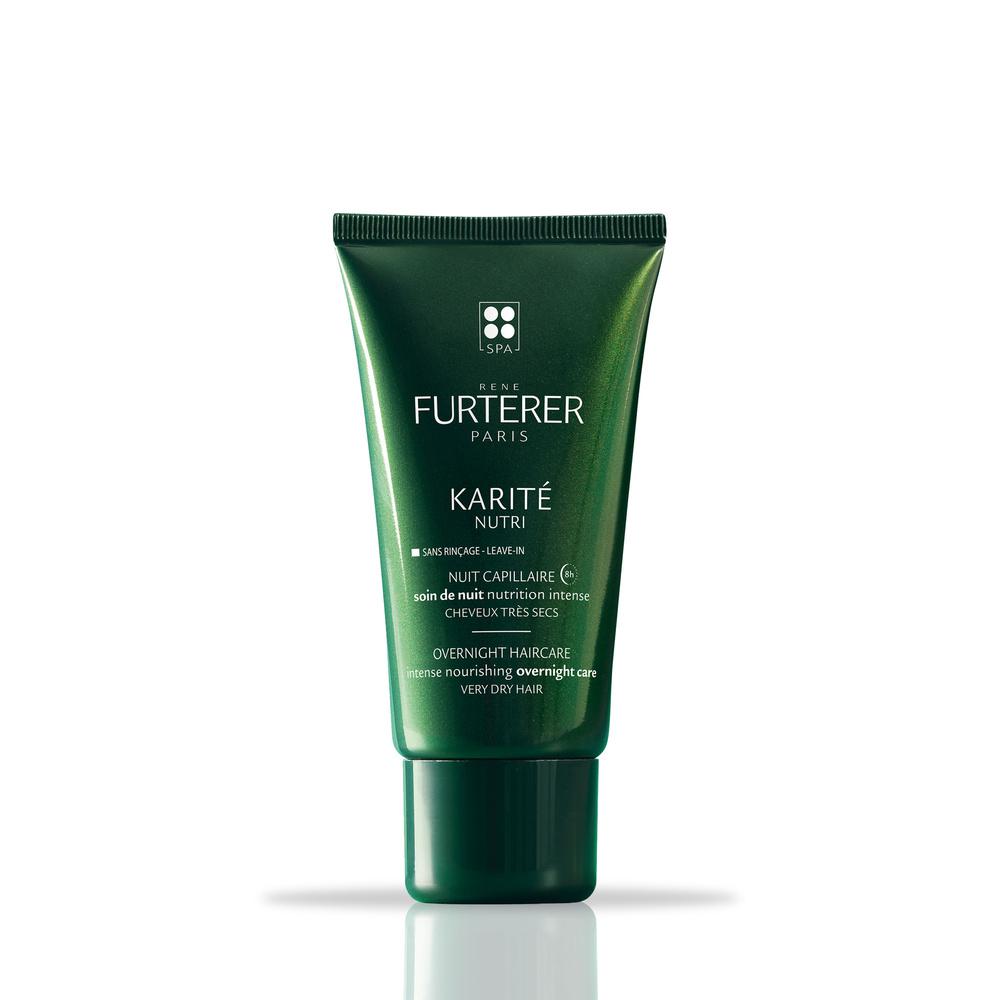 SPA
RENE
FURTERER
PARIS
KARITÉ
NUTRI
SANS RINÇAGE - LEAVE-IN
NUIT CAPILLAIRE 8h
soin de nuit nutrition intense
CHEVEUX TRÈS SECS
OVERNIGHT HAIRCARE
intense nourishing overnight care
VERY DRY HAIR